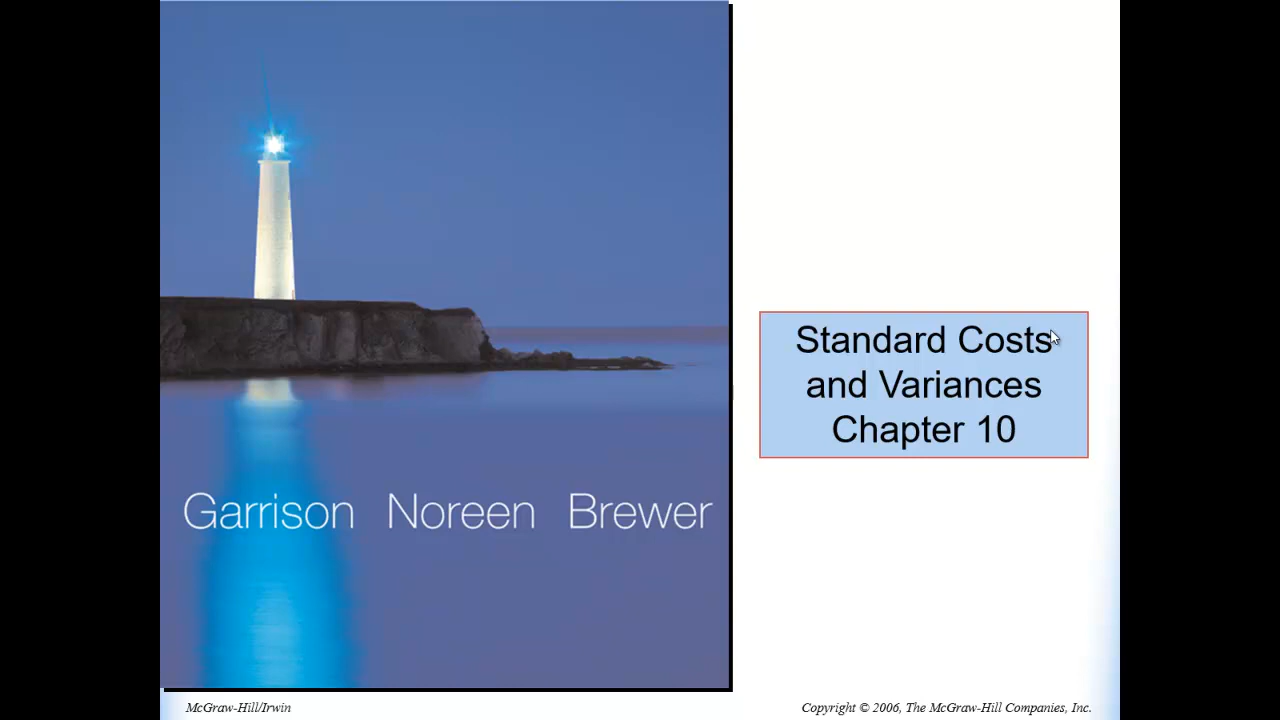 Standard Costs
and Variances
Chapter 10
Garrison Noreen Brewer
McGraw-Hill/Irwin
Copyright © 2006, The McGraw-Hill Companies, Inc.